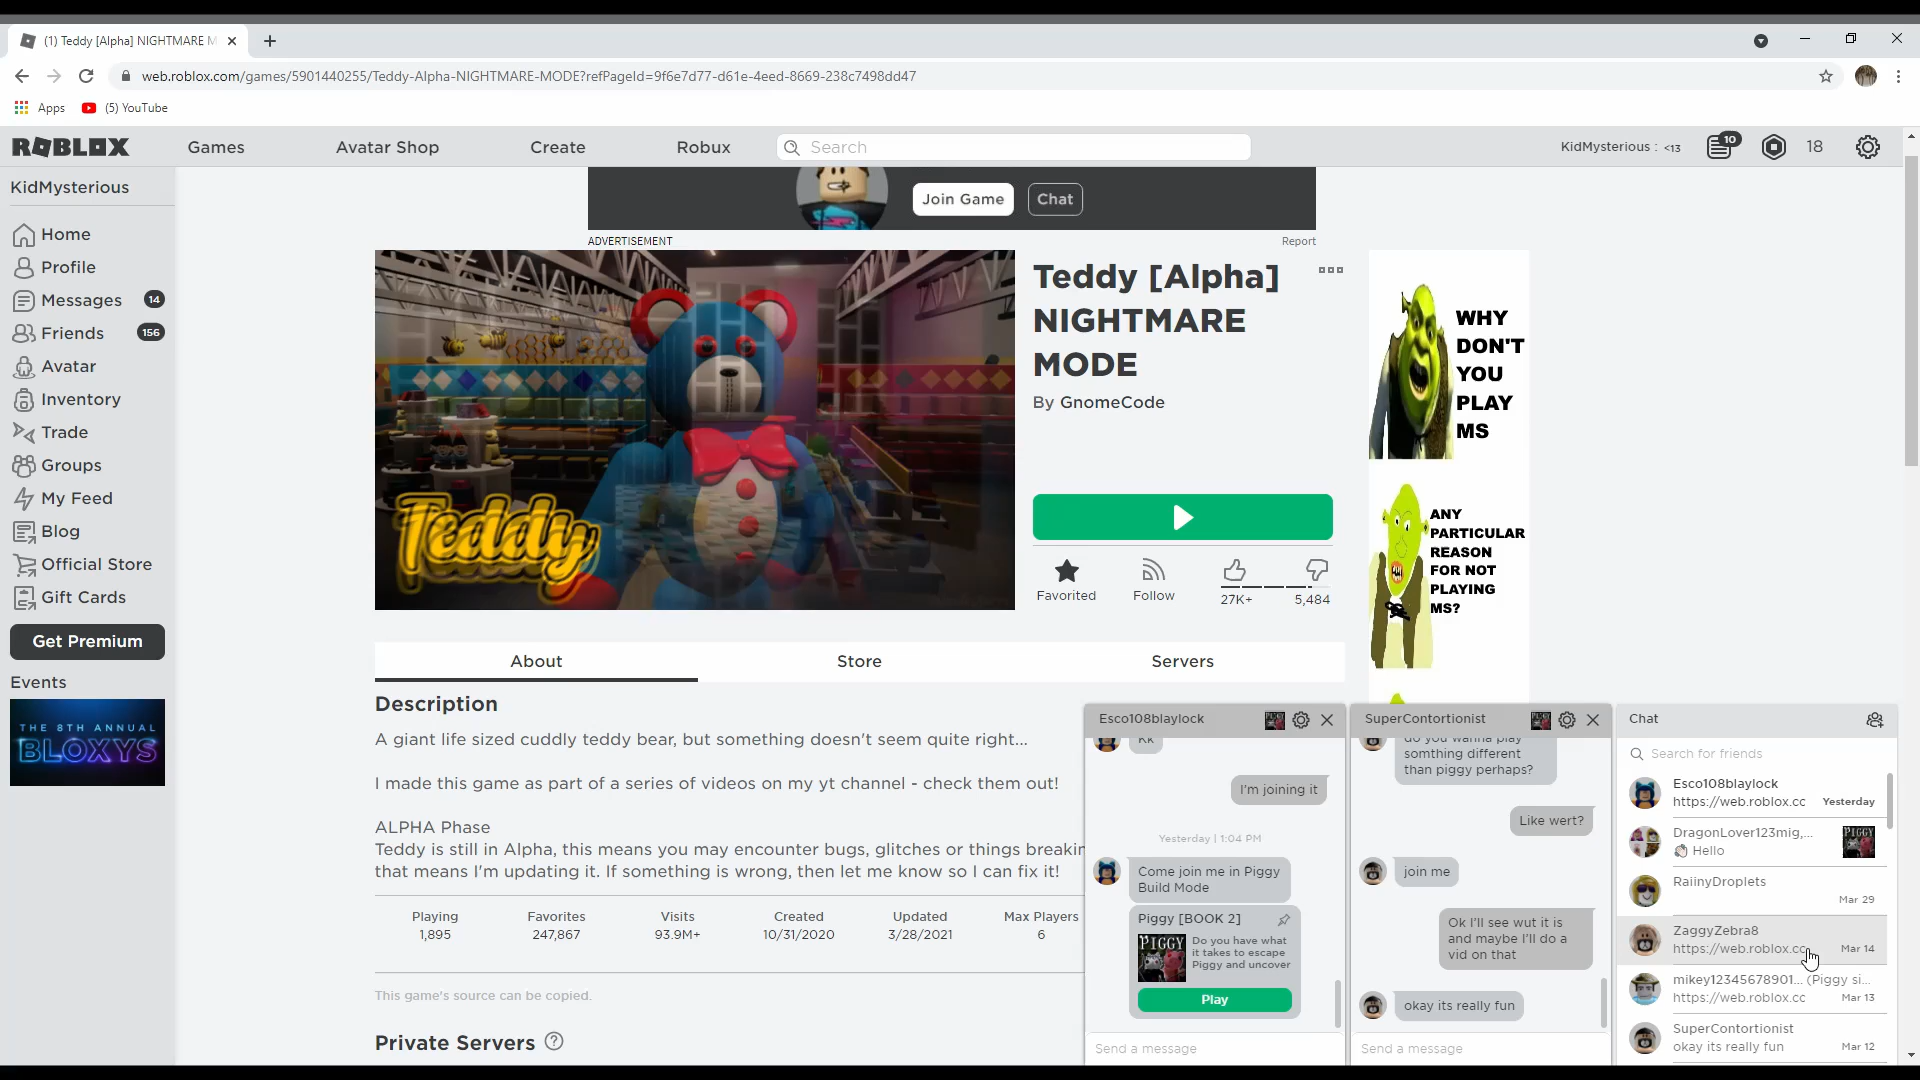 (1) Teddy [Alpha] NIGHTMARE M
web.roblox.com/games/5901440255/Teddy-Alpha-NIGHTMARE-MODE?refPageId=9f6e7d77-d61e-4eed-8669-238c7498dd47
Apps
(5) YouTube
ROBLOX
Games
Avatar Shop
Create
Robux
Search
KidMysterious : <13
10
18
KidMysterious
Home
Profile
Messages 14
Friends 156
Avatar
Inventory
Trade
Groups
My Feed
Blog
Official Store
Gift Cards
Get Premium
Events
THE 8TH ANNUAL
BLOXYS
Join Game
Chat
ADVERTISEMENT
Report
Teddy
Teddy [Alpha]
NIGHTMARE
MODE
By GnomeCode
Favorited
Follow
27K+
5,484
WHY
DON'T
YOU
PLAY
MS
ANY
PARTICULAR
REASON
FOR NOT
PLAYING
MS?
About
Store
Servers
Description
A giant life sized cuddly teddy bear, but something doesn't seem quite right...
I made this game as part of a series of videos on my yt channel - check them out!
ALPHA Phase
Teddy is still in Alpha, this means you may encounter bugs, glitches or things breakin
that means I'm updating it. If something is wrong, then let me know so I can fix it!
Playing
1,895
Favorites
247,867
Visits
93.9M+
Created
10/31/2020
Updated
3/28/2021
Max Players
6
This game's source can be copied.
Private Servers
Esco108blaylock
Kk
I'm joining it
Yesterday | 1:04 PM
Come join me in Piggy
Build Mode
Piggy [BOOK 2]
PIGGY
Do you have what
it takes to escape
Piggy and uncover
Play
Send a message
SuperContortionist
do you wanna play
somthing different
than piggy perhaps?
Like wert?
join me
Ok I'll see wut it is
and maybe I'll do a
vid on that
okay its really fun
Send a message
Chat
Search for friends
Esco108blaylock
https://web.roblox.cc Yesterday
DragonLover123mig,...
Hello
PIGGY
RaiinyDroplets
Mar 29
ZaggyZebra8
https://web.roblox.cc Mar 14
mikey12345678901... (Piggy si...
https://web.roblox.cc Mar 13
SuperContortionist
okay its really fun Mar 12